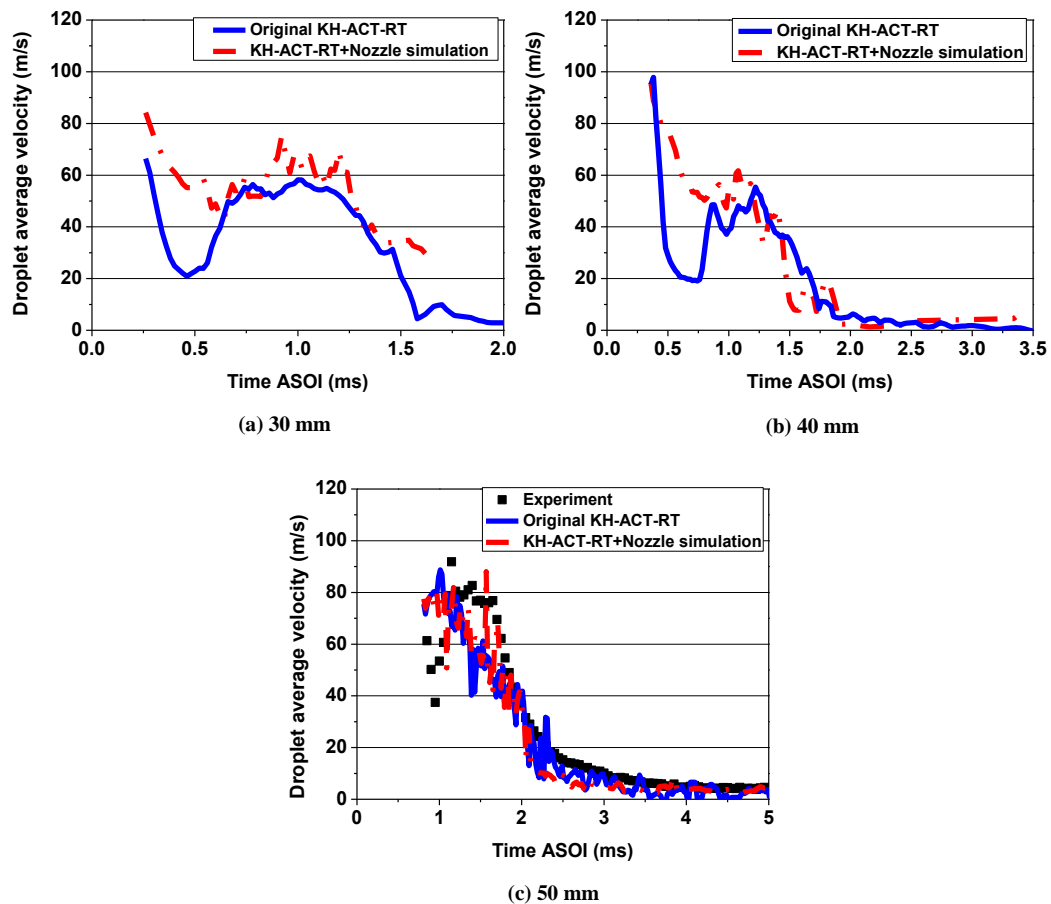 Original KH-ACT-RT
KH-ACT-RT+Nozzle simulation
Droplet average velocity (m/s)
120
100
80
60
40
20
0
0.0 0.5 1.0 1.5 2.0
Time ASOI (ms)
(a) 30 mm
Original KH-ACT-RT
KH-ACT-RT+Nozzle simulation
Droplet average velocity (m/s)
120
100
80
60
40
20
0
0.0 0.5 1.0 1.5 2.0 2.5 3.0 3.5
Time ASOI (ms)
(b) 40 mm
Experiment
Original KH-ACT-RT
KH-ACT-RT+Nozzle simulation
Droplet average velocity (m/s)
120
100
80
60
40
20
0
0 1 2 3 4 5
Time ASOI (ms)
(c) 50 mm